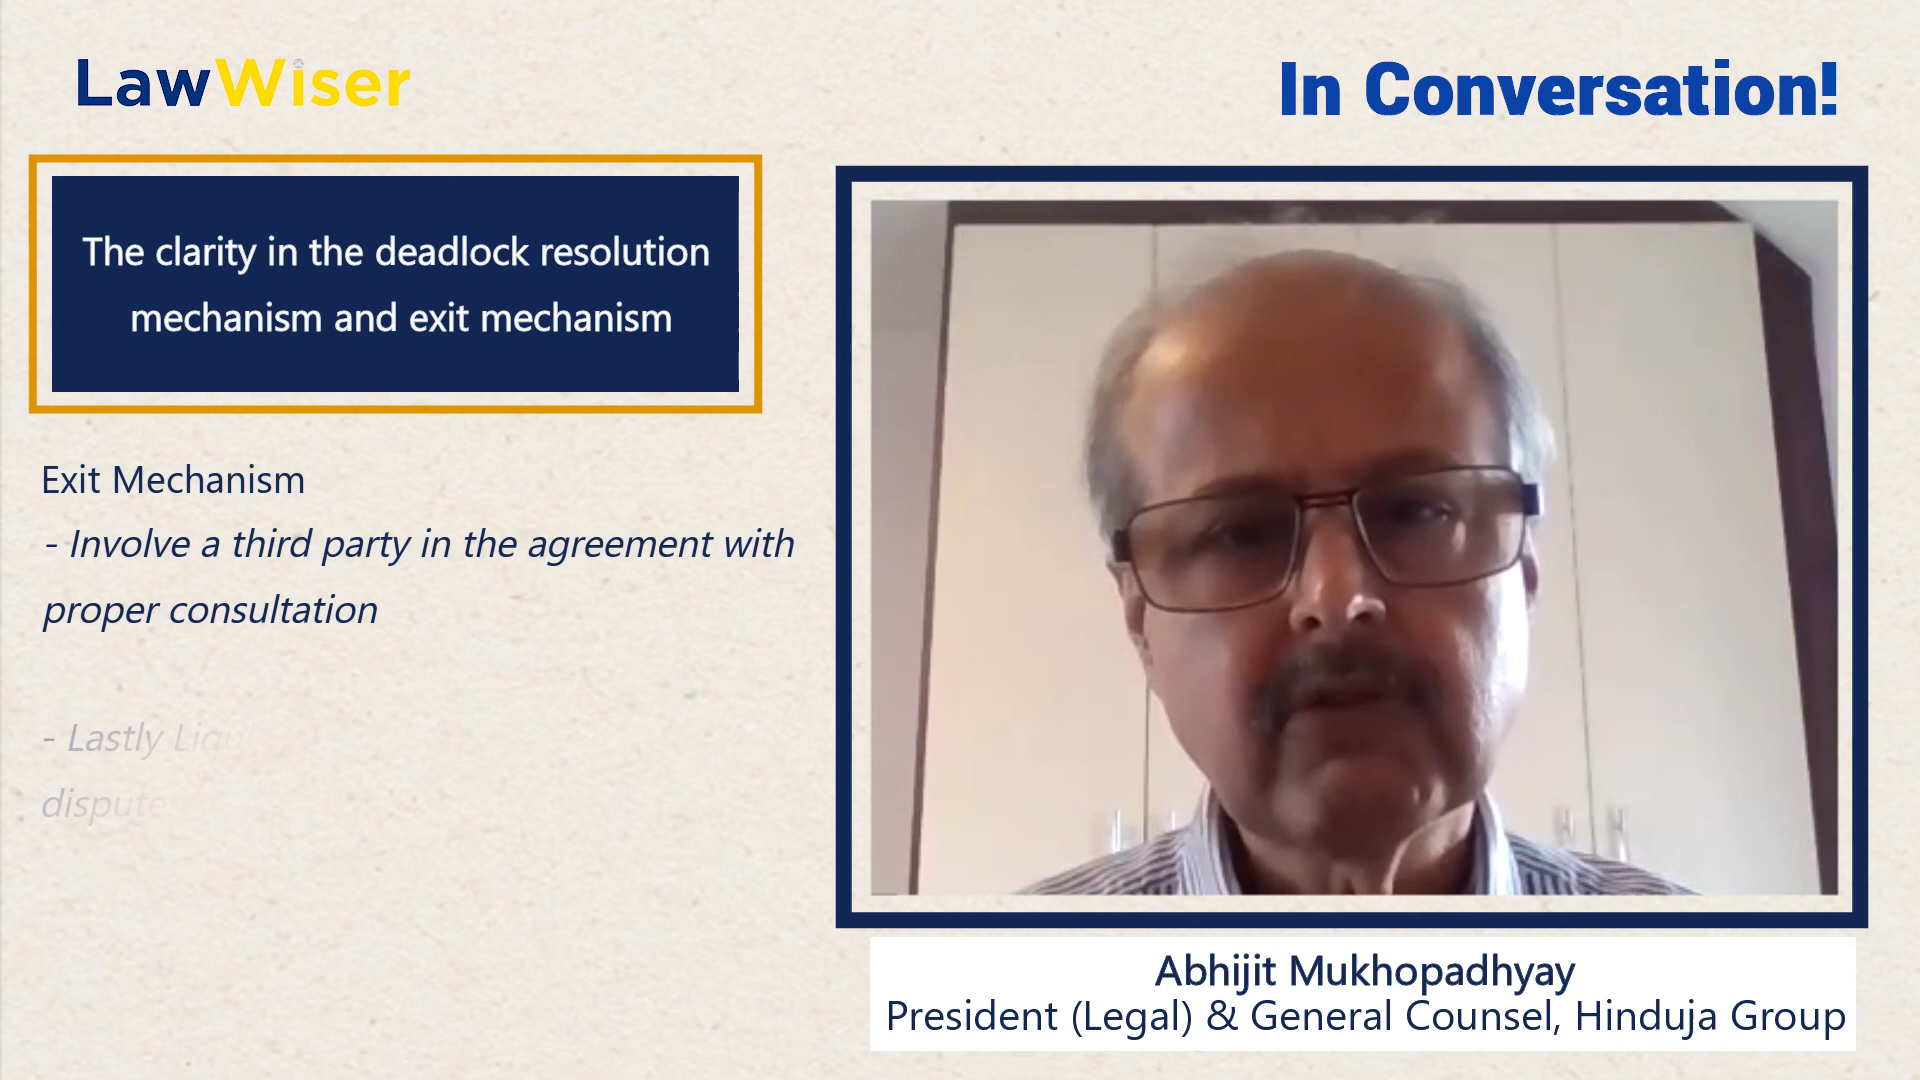 LawWiser
In Conversation!
The clarity in the deadlock resolution
mechanism and exit mechanism
Exit Mechanism
- Involve a third party in the agreement with
proper consultation
- Lastly
dispute
Abhijit Mukhopadhyay
President (Legal) & General Counsel, Hinduja Group